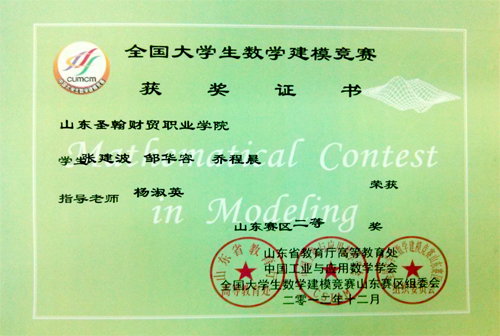 CUMCM
全国大学生数学建模竞赛
获奖证书
山东圣翰财贸职业学院
Mathematical Contest
学生张建波 邹华容 乔程展
指导老师 杨淑英 荣获
in Modeling
山东赛区二等 奖
山东省教育厅高等教育处
中国工业与应用数学学会
全国大学生数学建模竞赛山东赛区组委会
二零一二年十二月